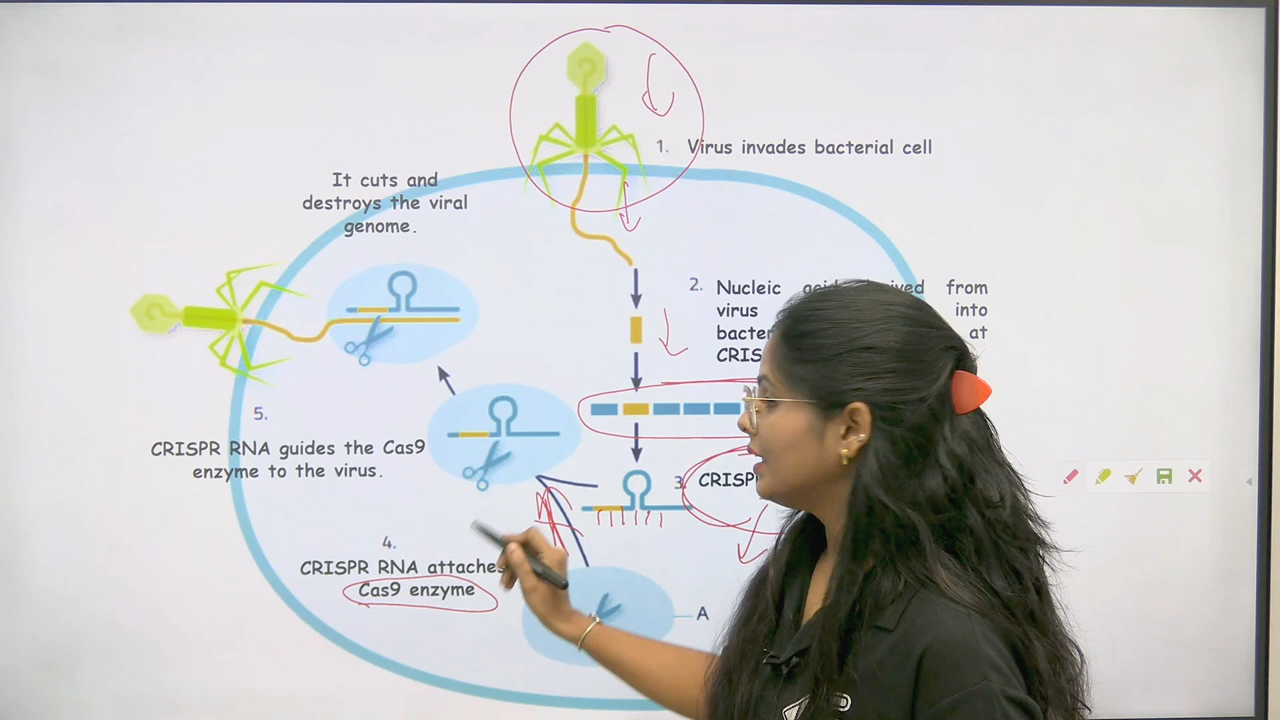 1. Virus invades bacterial cell
It cuts and
destroys the viral
genome.
2. Nucleic from
virus into
at
5.
CRISPR RNA guides the Cas9
enzyme to the virus.
3.
4.
CRISPR RNA attaches
Cas9 enzyme
A